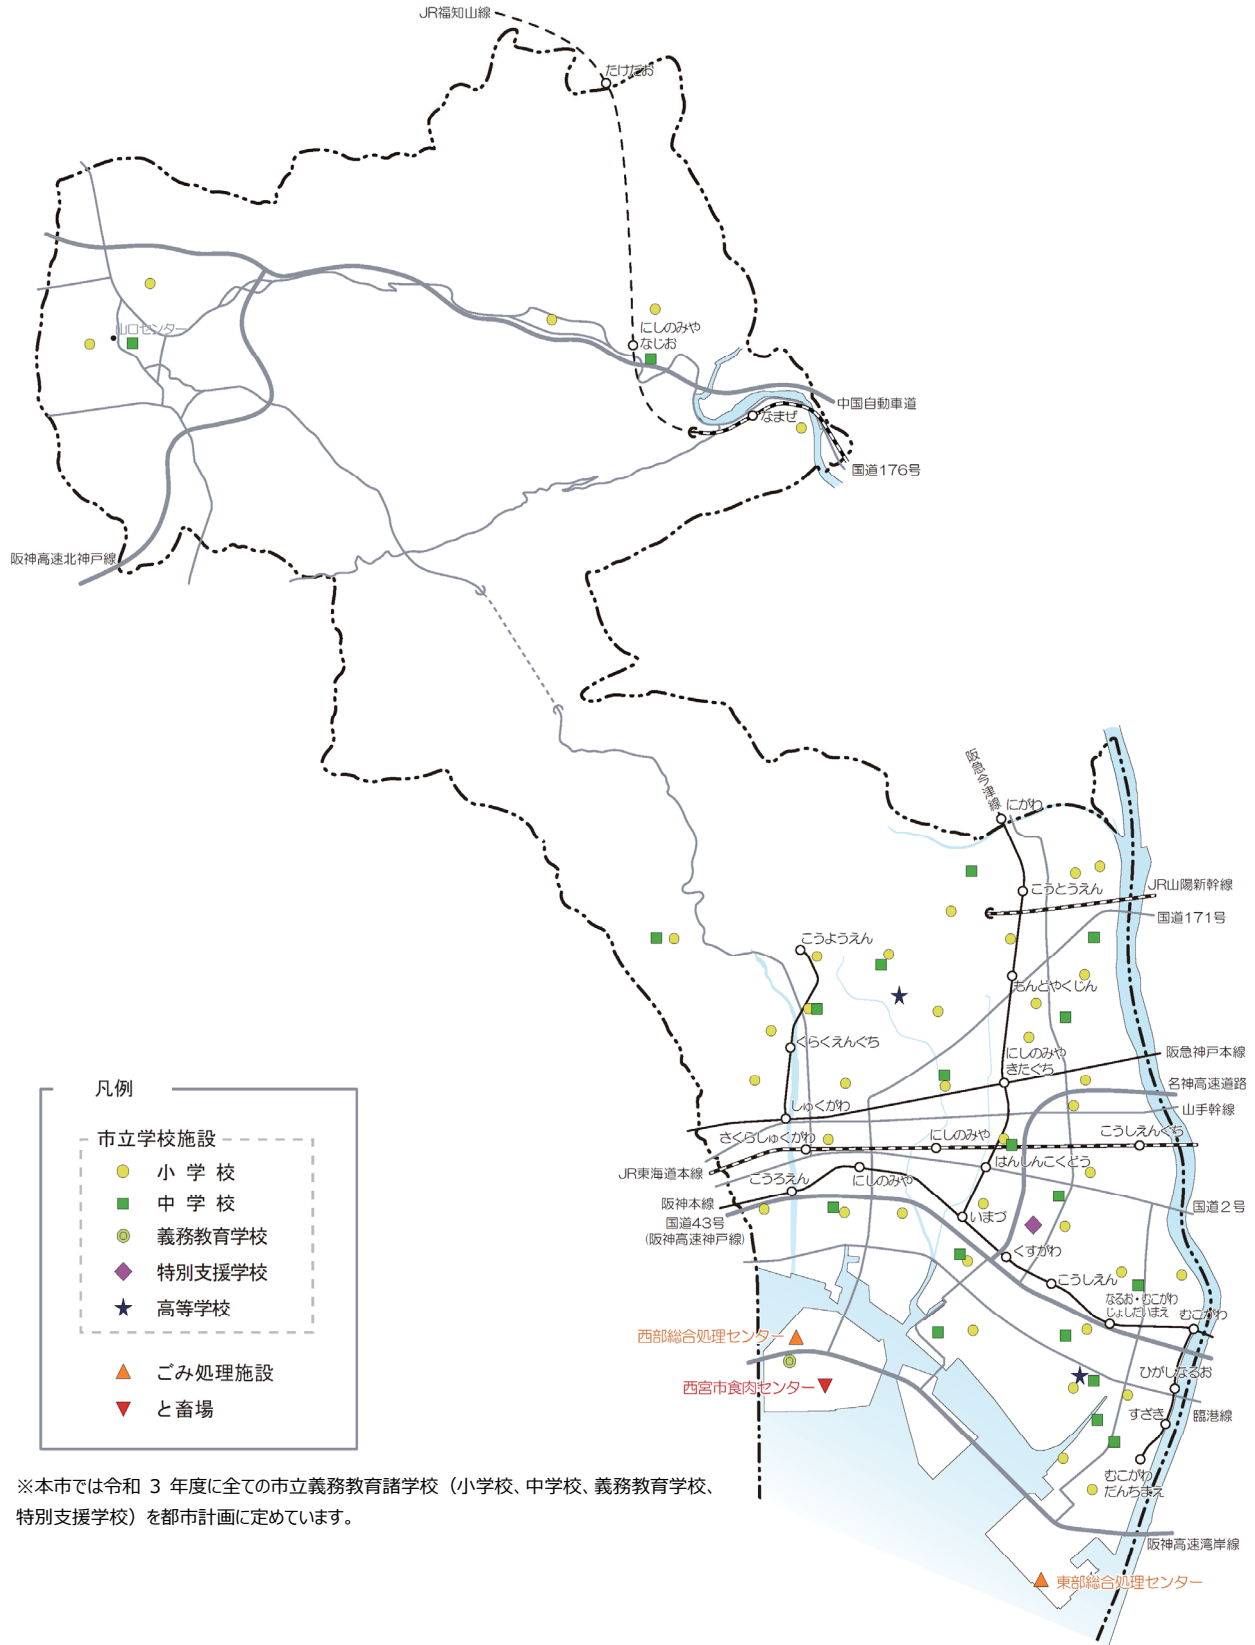 JR福知山線
たけだお
山口センター
にしのみや
なじお
中国自動車道
なまぜ
国道176号
阪神高速北神戸線
阪急今津線
にがわ
こうとうえん
JR山陽新幹線
国道171号
こうようえん
もんどやくじん
くらくえんぐち
にしのみや
きたぐち
阪急神戸本線
名神高速道路
しゅくがわ
山手幹線
さくらしゅくがわ
にしのみや
こうしえんぐち
JR東海道本線
はんしんこくどう
こうろえん
にしのみや
阪神本線
国道2号
国道43号
(阪神高速神戸線)
いまづ
くすがわ
こうしえん
なるお・むこがわ
じょしだいまえ
むこがわ
西部総合処理センター
西宮市食肉センター
ひがしなるお
すざき
臨港線
むこがわ
だんちまえ
阪神高速湾岸線
東部総合処理センター
凡例
市立学校施設
小学校
中学校
義務教育学校
特別支援学校
高等学校
ごみ処理施設
と畜場
※本市では令和 3 年度に全ての市立義務教育諸学校（小学校、中学校、義務教育学校、
特別支援学校）を都市計画に定めています。